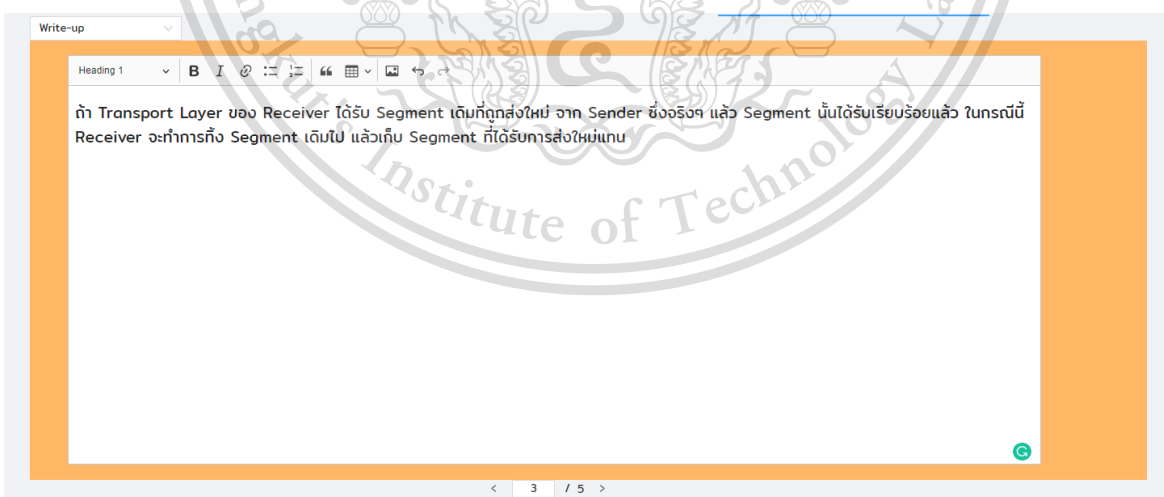 Write-up
Heading 1
ถ้า Transport Layer ของ Receiver ได้รับ Segment เดิมที่ถูกส่งใหม่ จาก Sender ซึ่งจริงๆ แล้ว Segment นั้นได้รับเรียบร้อยแล้ว ในกรณีนี้
Receiver จะทำการทิ้ง Segment เดิมไป แล้วเก็บ Segment ที่ได้รับการส่งใหม่แทน
Institute of Technology
< 3 / 5 >